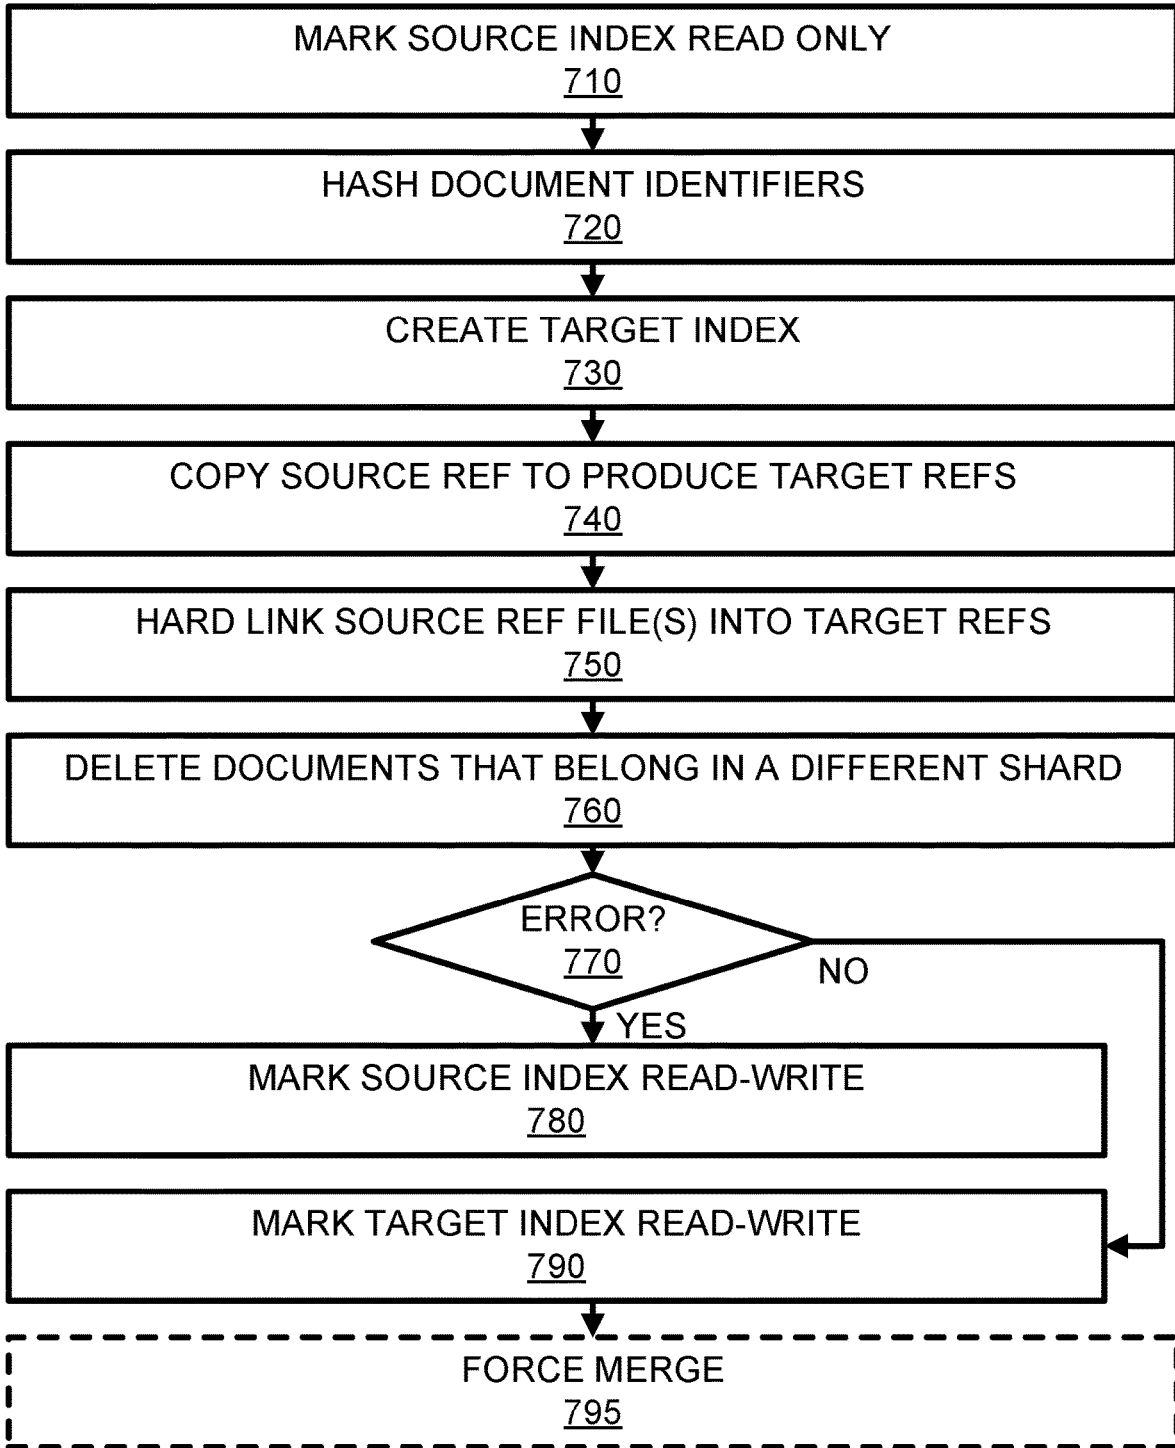 MARK SOURCE INDEX READ ONLY
710
HASH DOCUMENT IDENTIFIERS
720
CREATE TARGET INDEX
730
COPY SOURCE REF TO PRODUCE TARGET REFS
740
HARD LINK SOURCE REF FILE(S) INTO TARGET REFS
750
DELETE DOCUMENTS THAT BELONG IN A DIFFERENT SHARD
760
ERROR?
770
NO
YES
MARK SOURCE INDEX READ-WRITE
780
MARK TARGET INDEX READ-WRITE
790
FORCE MERGE
795